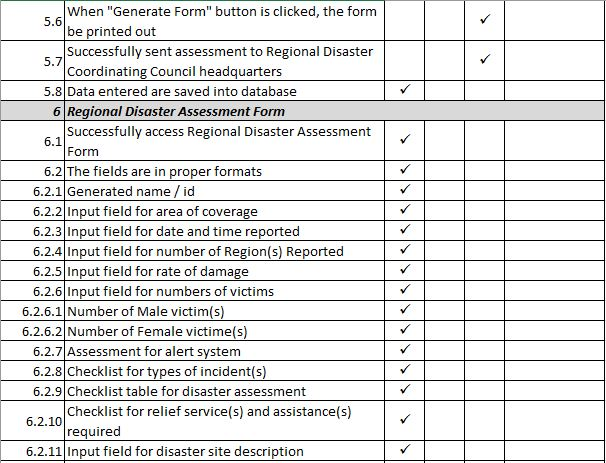 5.6 When "Generate Form" button is clicked, the form
be printed out ✓
5.7 Successfully sent assessment to Regional Disaster
Coordinating Council headquarters ✓
5.8 Data entered are saved into database ✓
6 Regional Disaster Assessment Form
6.1 Successfully access Regional Disaster Assessment
Form ✓
6.2 The fields are in proper formats ✓
6.2.1 Generated name / id ✓
6.2.2 Input field for area of coverage ✓
6.2.3 Input field for date and time reported ✓
6.2.4 Input field for number of Region(s) Reported ✓
6.2.5 Input field for rate of damage ✓
6.2.6 Input field for numbers of victims ✓
6.2.6.1 Number of Male victim(s) ✓
6.2.6.2 Number of Female victime(s) ✓
6.2.7 Assessment for alert system ✓
6.2.8 Checklist for types of incident(s) ✓
6.2.9 Checklist table for disaster assessment ✓
6.2.10 Checklist for relief service(s) and assistance(s)
required ✓
6.2.11 Input field for disaster site description ✓